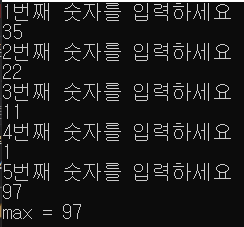 1번째 숫자를 입력하세요
35
2번째 숫자를 입력하세요
22
3번째 숫자를 입력하세요
11
4번째 숫자를 입력하세요
1
5번째 숫자를 입력하세요
97
max = 97